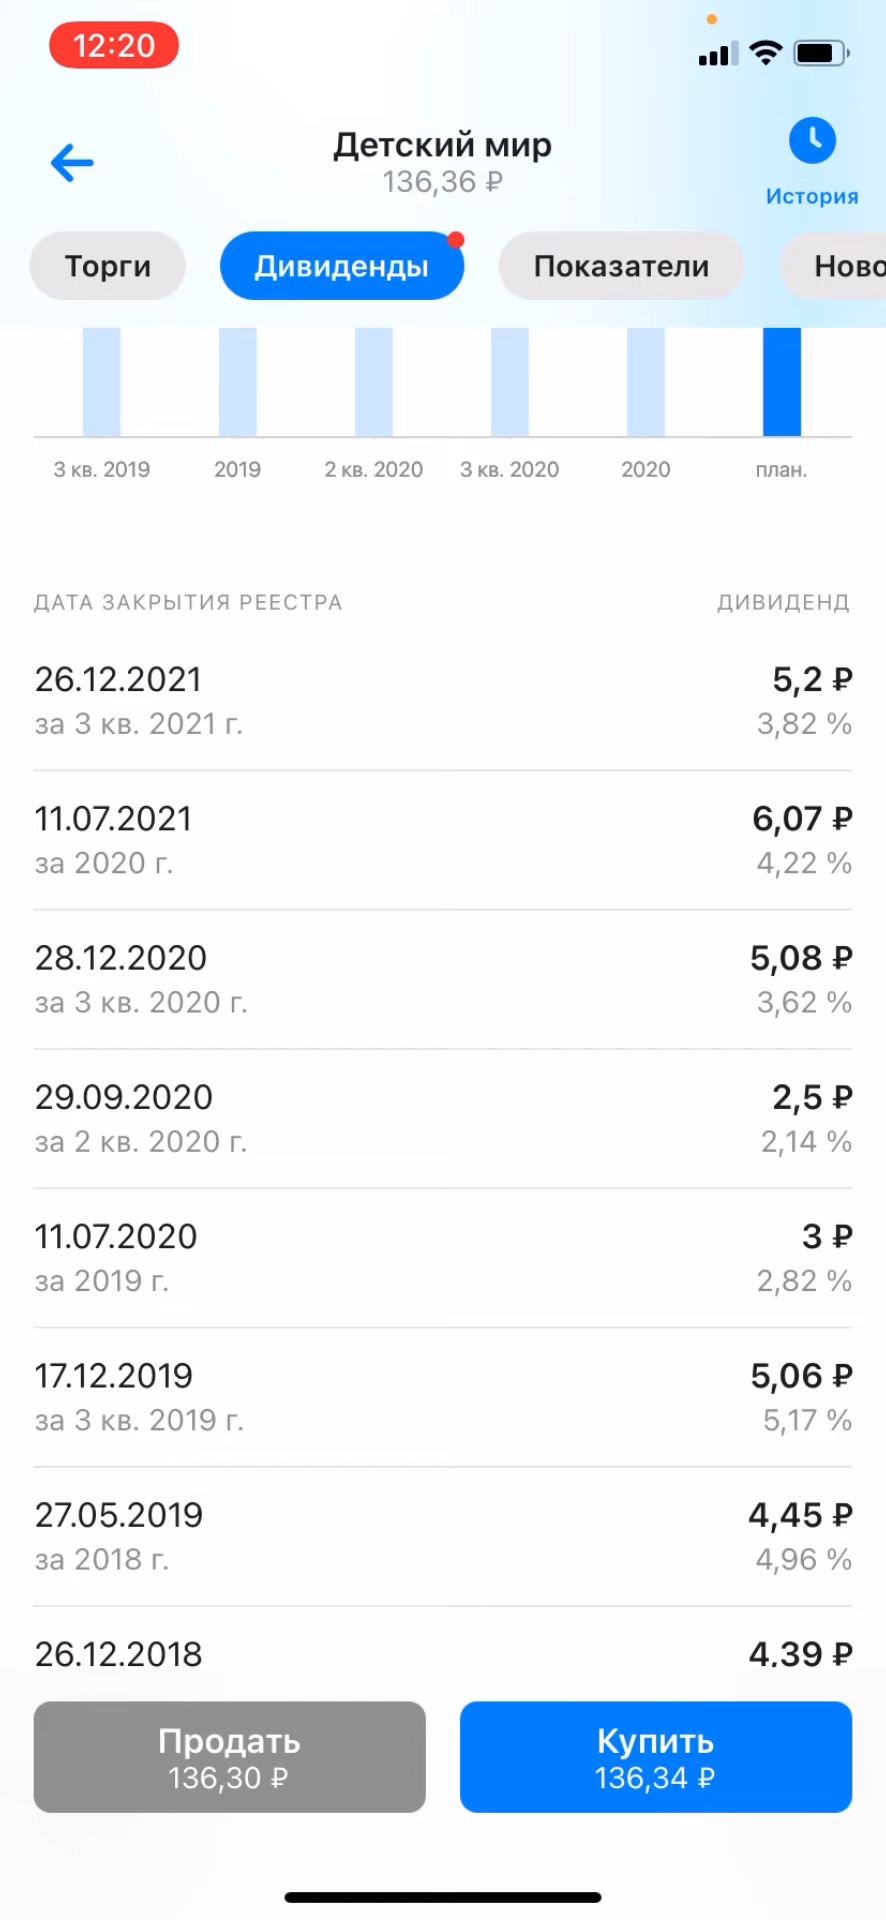 12:20
Детский мир
136,36 ₽
История
Торги
Дивиденды
Показатели
Ново
3 кв. 2019
2019
2 кв. 2020
3 кв. 2020
2020
план.
ДАТА ЗАКРЫТИЯ РЕЕСТРА
ДИВИДЕНД
26.12.2021
5,2 ₽
за 3 кв. 2021 г.
3,82 %
11.07.2021
6,07 ₽
за 2020 г.
4,22 %
28.12.2020
5,08 ₽
за 3 кв. 2020 г.
3,62 %
29.09.2020
2,5 ₽
за 2 кв. 2020 г.
2,14 %
11.07.2020
3 ₽
за 2019 г.
2,82 %
17.12.2019
5,06 ₽
за 3 кв. 2019 г.
5,17 %
27.05.2019
4,45 ₽
за 2018 г.
4,96 %
26.12.2018
4,39 ₽
Продать
136,30 ₽
Купить
136,34 ₽